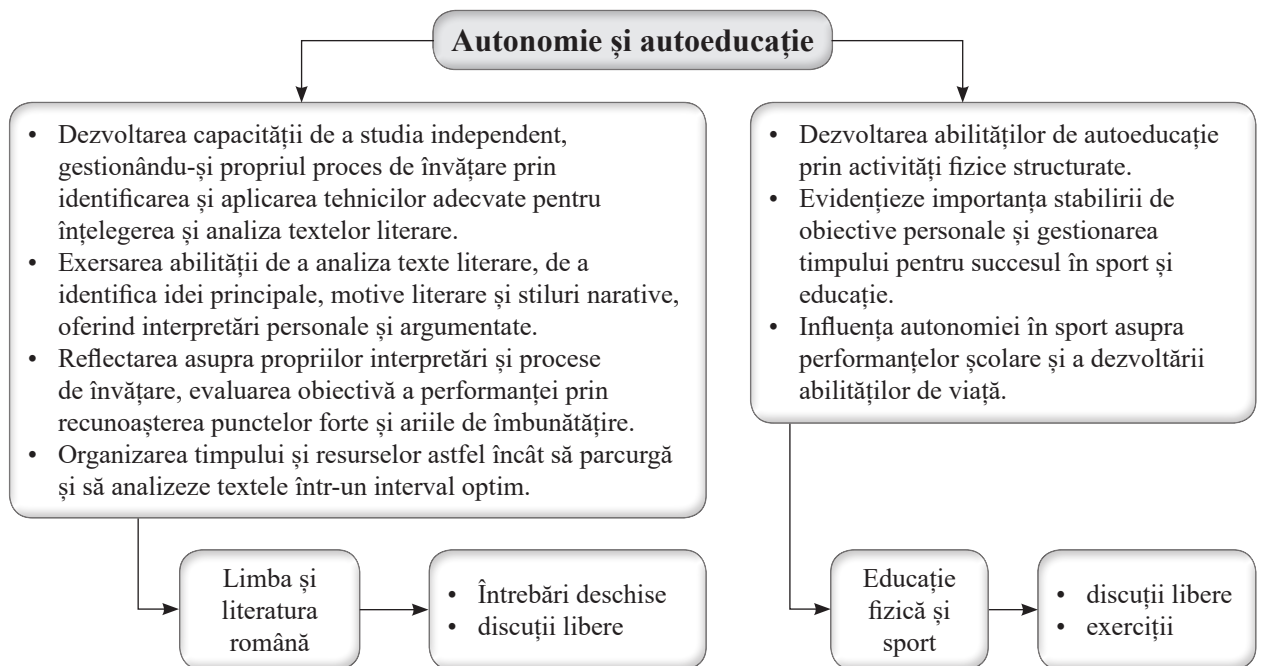 Autonomie și autoeducație
• Dezvoltarea capacității de a studia independent,
gestionându-și propriul proces de învățare prin
identificarea și aplicarea tehnicilor adecvate pentru
înțelegerea și analiza textelor literare.
• Exersarea abilității de a analiza texte literare, de a
identifica idei principale, motive literare și stiluri narative,
oferind interpretări personale și argumentate.
• Reflectarea asupra propriilor interpretări și procese
de învățare, evaluarea obiectivă a performanței prin
recunoașterea punctelor forte și ariile de îmbunătățire.
• Organizarea timpului și resurselor astfel încât să parcurgă
și să analizeze textele într-un interval optim.
• Dezvoltarea abilităților de autoeducație
prin activități fizice structurate.
• Evidențieze importanța stabilirii de
obiective personale și gestionarea
timpului pentru succesul în sport și
educație.
• Influența autonomiei în sport asupra
performanțelor școlare și a dezvoltării
abilităților de viață.
Limba și
literatura
română
• Întrebări deschise
• discuții libere
Educație
fizică și
sport
• discuții libere
• exerciții